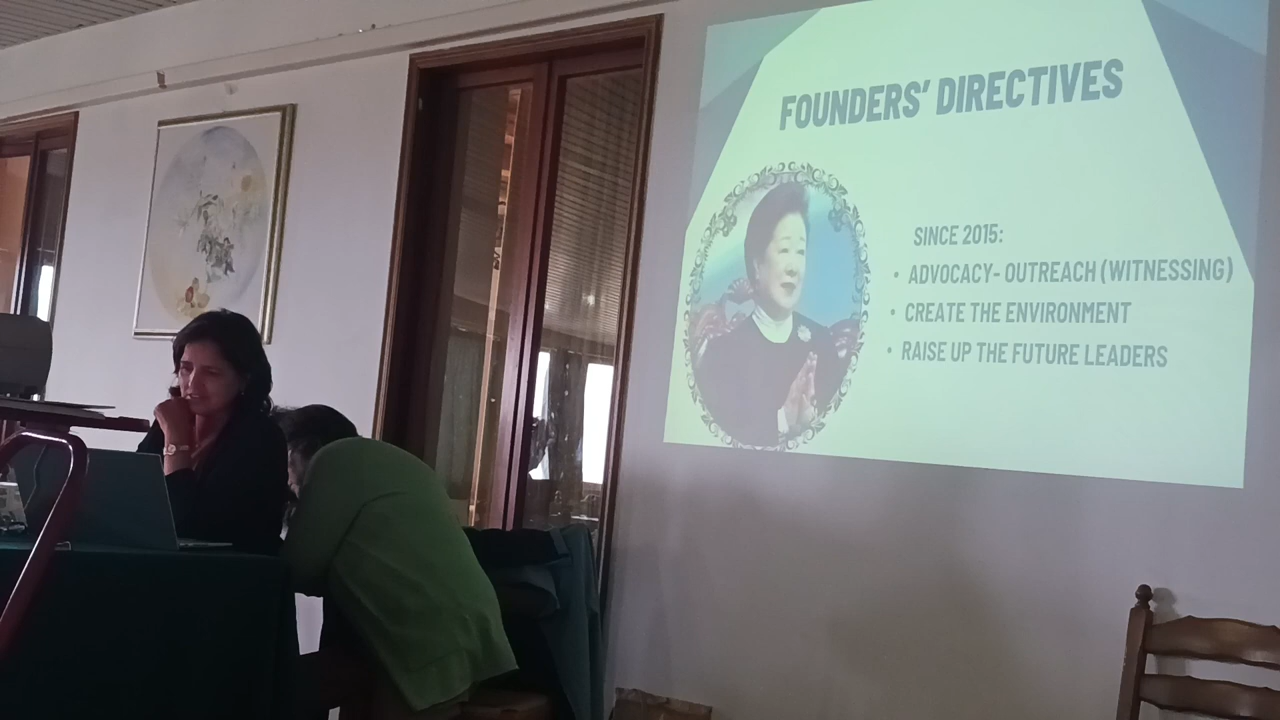 FOUNDERS' DIRECTIVES
SINCE 2015:
• ADVOCACY- OUTREACH (WITNESSING)
• CREATE THE ENVIRONMENT
• RAISE UP THE FUTURE LEADERS